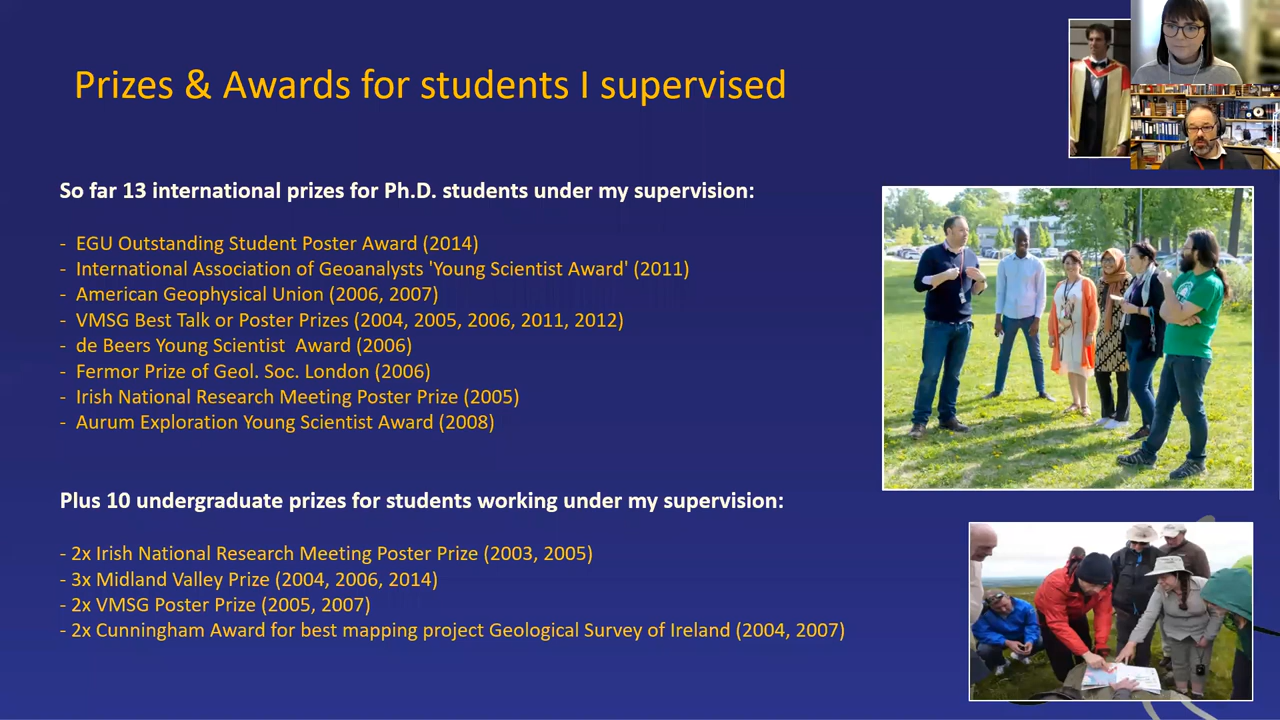 Prizes & Awards for students I supervised
So far 13 international prizes for Ph.D. students under my supervision:
- EGU Outstanding Student Poster Award (2014)
- International Association of Geoanalysts 'Young Scientist Award' (2011)
- American Geophysical Union (2006, 2007)
- VMSG Best Talk or Poster Prizes (2004, 2005, 2006, 2011, 2012)
- de Beers Young Scientist  Award (2006)
- Fermor Prize of Geol. Soc. London (2006)
- Irish National Research Meeting Poster Prize (2005)
- Aurum Exploration Young Scientist Award (2008)
Plus 10 undergraduate prizes for students working under my supervision:
- 2x Irish National Research Meeting Poster Prize (2003, 2005)
- 3x Midland Valley Prize (2004, 2006, 2014)
- 2x VMSG Poster Prize (2005, 2007)
- 2x Cunningham Award for best mapping project Geological Survey of Ireland (2004, 2007)